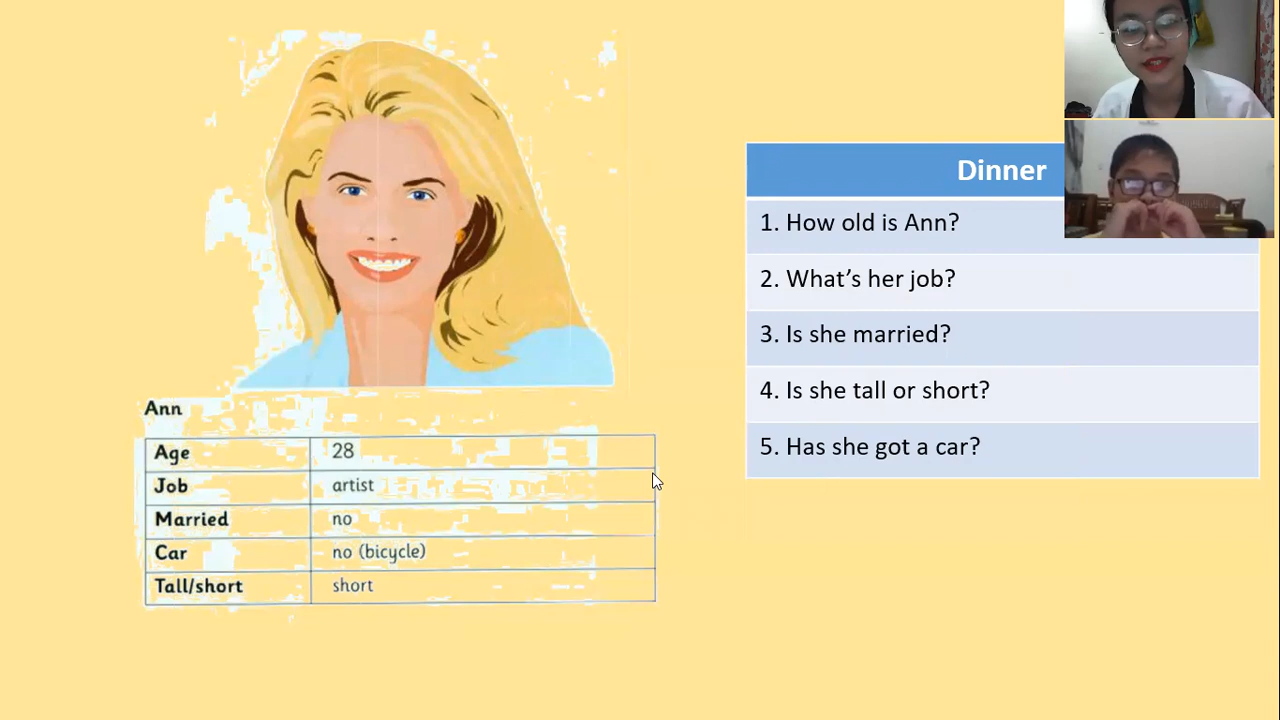 Ann
Age 28
Job artist
Married no
Car no (bicycle)
Tall/short short
Dinner
1. How old is Ann?
2. What’s her job?
3. Is she married?
4. Is she tall or short?
5. Has she got a car?